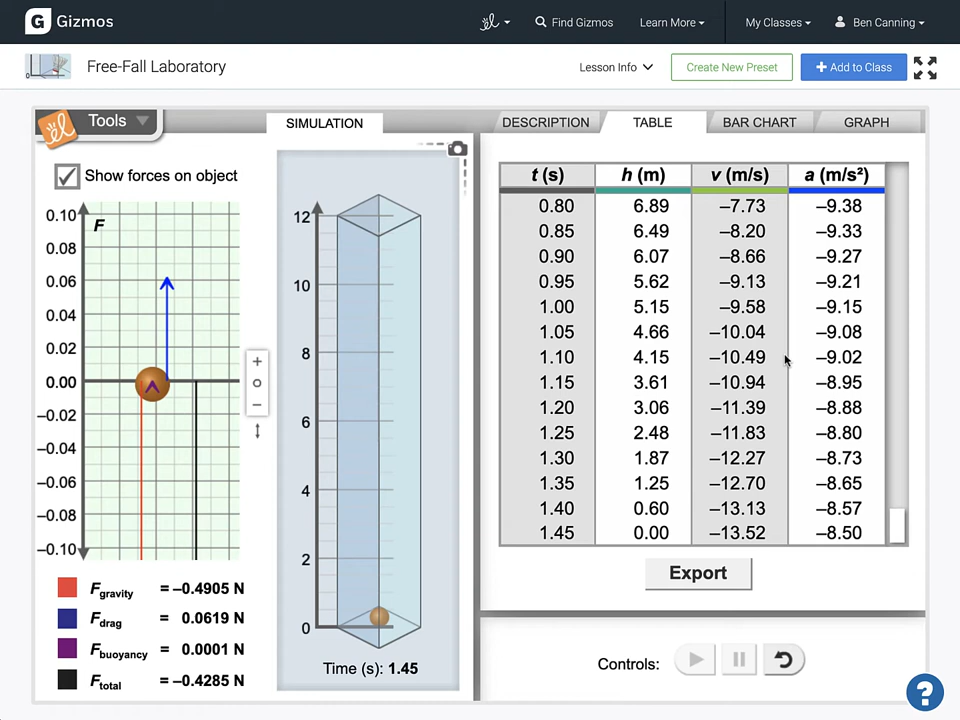 G Gizmos
Find Gizmos
Learn More
My Classes
Ben Canning
Free-Fall Laboratory
Lesson Info
Create New Preset
+ Add to Class
Tools
SIMULATION
DESCRIPTION
TABLE
BAR CHART
GRAPH
Show forces on object
F
0.10
0.08
0.06
0.04
0.02
0.00
–0.02
–0.04
–0.06
–0.08
–0.10
+
–
Fgravity = –0.4905 N
Fdrag = 0.0619 N
Fbuoyancy = 0.0001 N
Ftotal = –0.4285 N
12
10
8
6
4
2
0
Time (s): 1.45
t (s) h (m) v (m/s) a (m/s²)
0.80 6.89 –7.73 –9.38
0.85 6.49 –8.20 –9.33
0.90 6.07 –8.66 –9.27
0.95 5.62 –9.13 –9.21
1.00 5.15 –9.58 –9.15
1.05 4.66 –10.04 –9.08
1.10 4.15 –10.49 –9.02
1.15 3.61 –10.94 –8.95
1.20 3.06 –11.39 –8.88
1.25 2.48 –11.83 –8.80
1.30 1.87 –12.27 –8.73
1.35 1.25 –12.70 –8.65
1.40 0.60 –13.13 –8.57
1.45 0.00 –13.52 –8.50
Export
Controls:
?